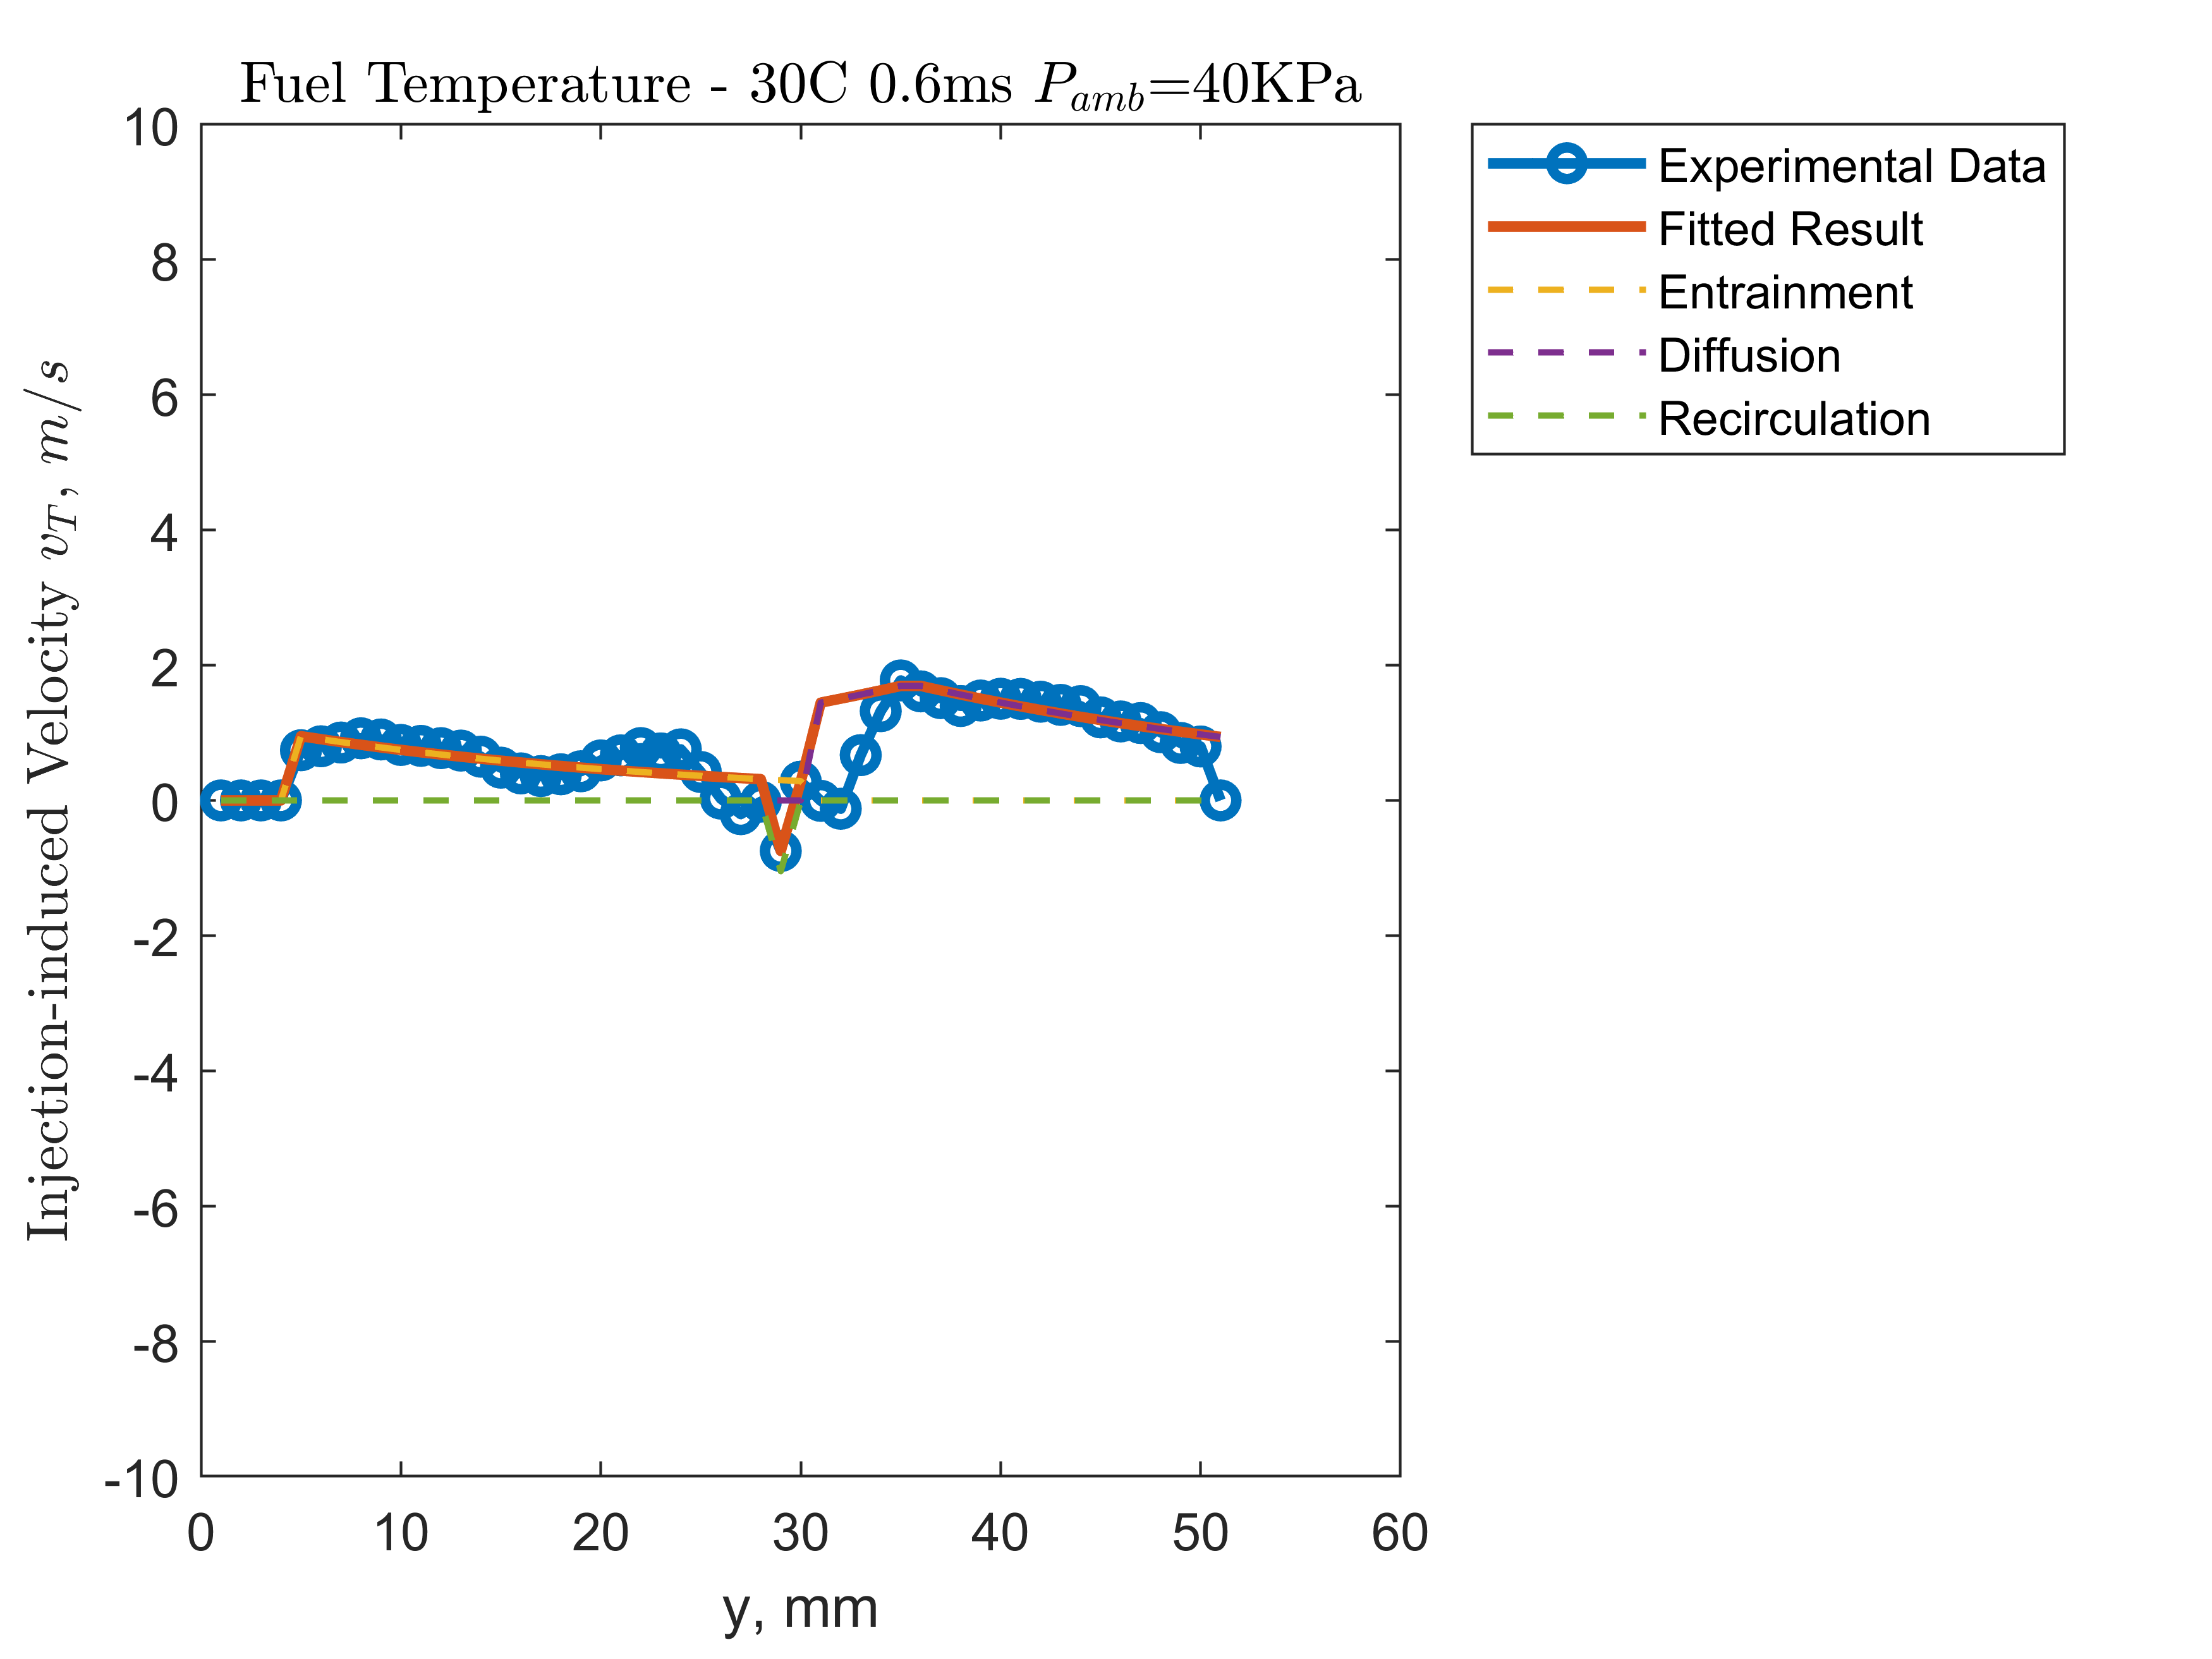 Fuel Temperature - 30C 0.6ms P_amb=40KPa
Injection-induced Velocity v_T, m/s
10
8
6
4
2
0
-2
-4
-6
-8
-10
0 10 20 30 40 50 60
y, mm
Experimental Data
Fitted Result
Entrainment
Diffusion
Recirculation